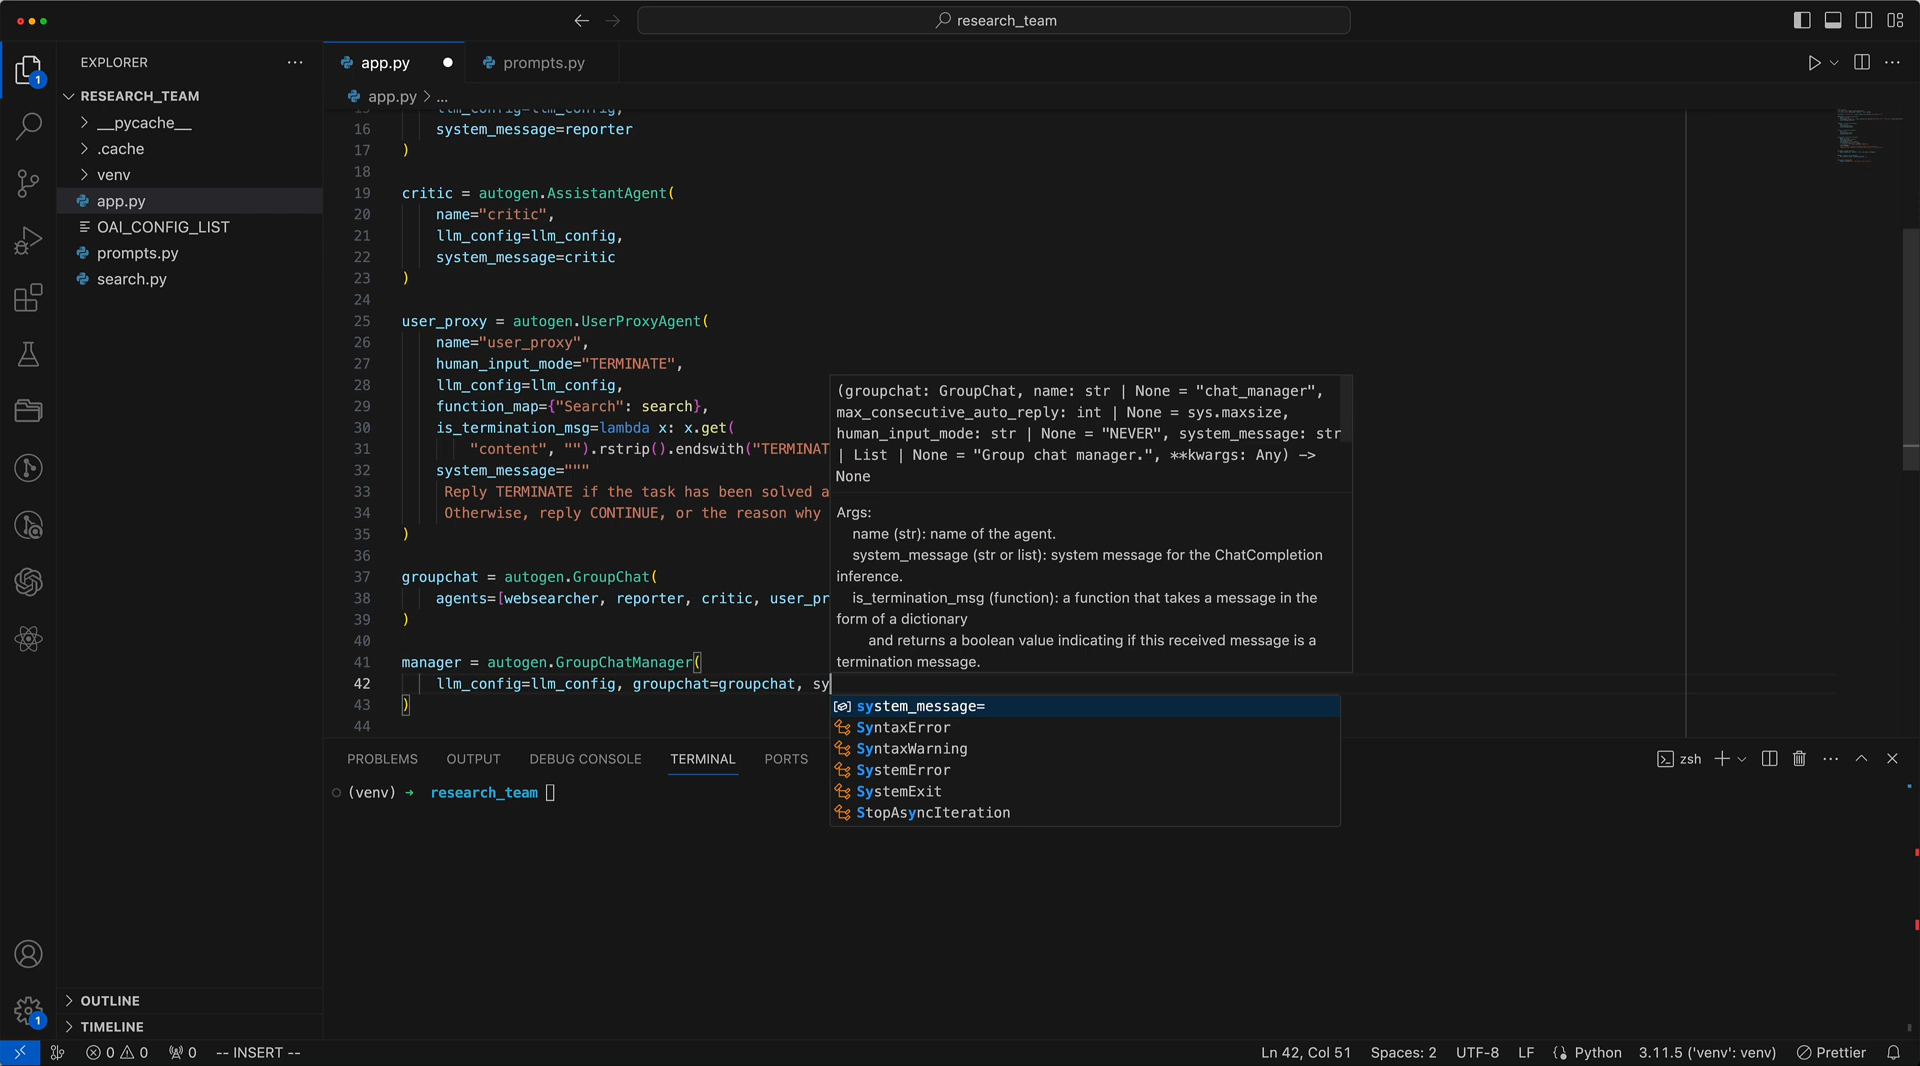 research_team
EXPLORER
RESEARCH_TEAM
__pycache__
.cache
venv
app.py
OAI_CONFIG_LIST
prompts.py
search.py
OUTLINE
TIMELINE
1
1
app.py
prompts.py
app.py > ...
15 llm_config=llm_config,
16 system_message=reporter
17 )
18
19 critic = autogen.AssistantAgent(
20 name="critic",
21 llm_config=llm_config,
22 system_message=critic
23 )
24
25 user_proxy = autogen.UserProxyAgent(
26 name="user_proxy",
27 human_input_mode="TERMINATE",
28 llm_config=llm_config,
29 function_map={"Search": search},
30 is_termination_msg=lambda x: x.get(
31 "content", "").rstrip().endswith("TERMINAT
32 system_message="""
33 Reply TERMINATE if the task has been solved a
34 Otherwise, reply CONTINUE, or the reason why
35 )
36
37 groupchat = autogen.GroupChat(
38 agents=[websearcher, reporter, critic, user_pr
39 )
40
41 manager = autogen.GroupChatManager(
42 llm_config=llm_config, groupchat=groupchat, sy
43 )
44
(groupchat: GroupChat, name: str | None = "chat_manager",
max_consecutive_auto_reply: int | None = sys.maxsize,
human_input_mode: str | None = "NEVER", system_message: str
| List | None = "Group chat manager.", **kwargs: Any) ->
None
Args:
name (str): name of the agent.
system_message (str or list): system message for the ChatCompletion
inference.
is_termination_msg (function): a function that takes a message in the
form of a dictionary
and returns a boolean value indicating if this received message is a
termination message.
system_message=
SyntaxError
SyntaxWarning
SystemError
SystemExit
StopAsyncIteration
PROBLEMS OUTPUT DEBUG CONSOLE TERMINAL PORTS
zsh
(venv) → research_team
0 0 0 -- INSERT --
Ln 42, Col 51 Spaces: 2 UTF-8 LF Python 3.11.5 ('venv': venv) Prettier